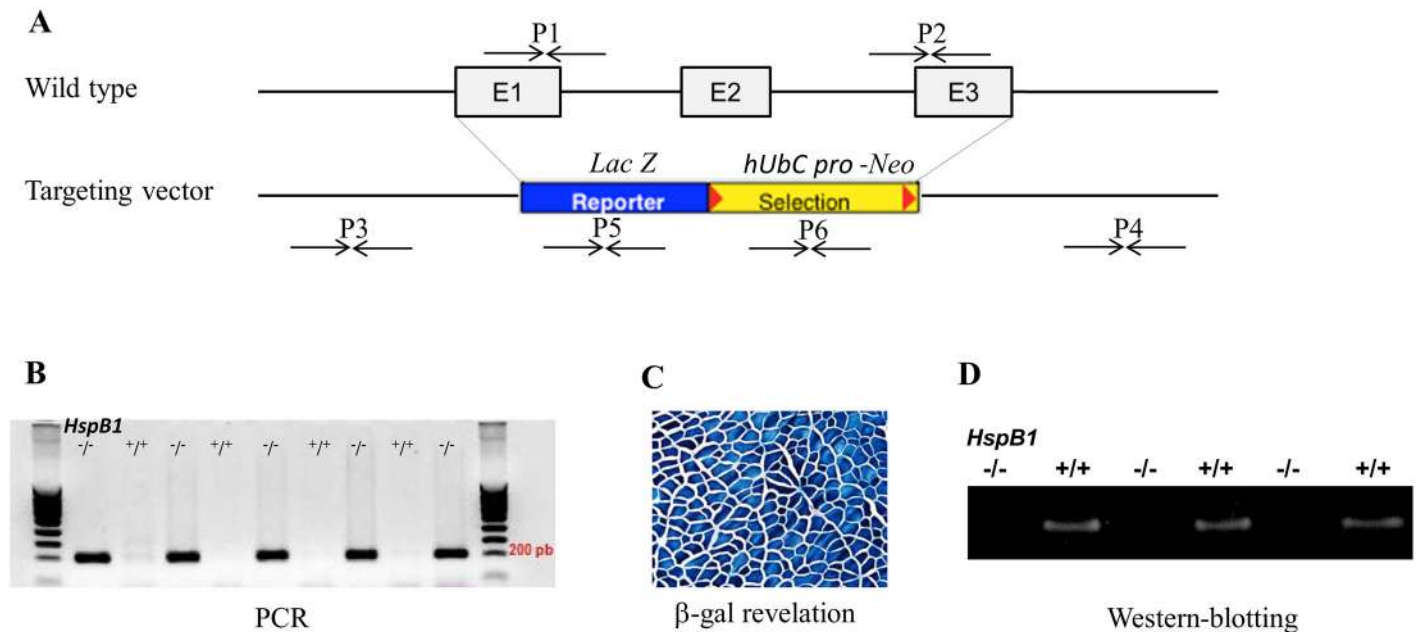 A
P1
P2
Wild type
E1
E2
E3
Lac Z
hUbC pro -Neo
Targeting vector
Reporter
Selection
P3
P5
P6
P4
B
HspB1
-/- +/+ -/- +/+ -/- +/+ -/- +/+ -/-
200 pb
PCR
C
β-gal revelation
D
HspB1
-/- +/+ -/- +/+ -/- +/+
Western-blotting